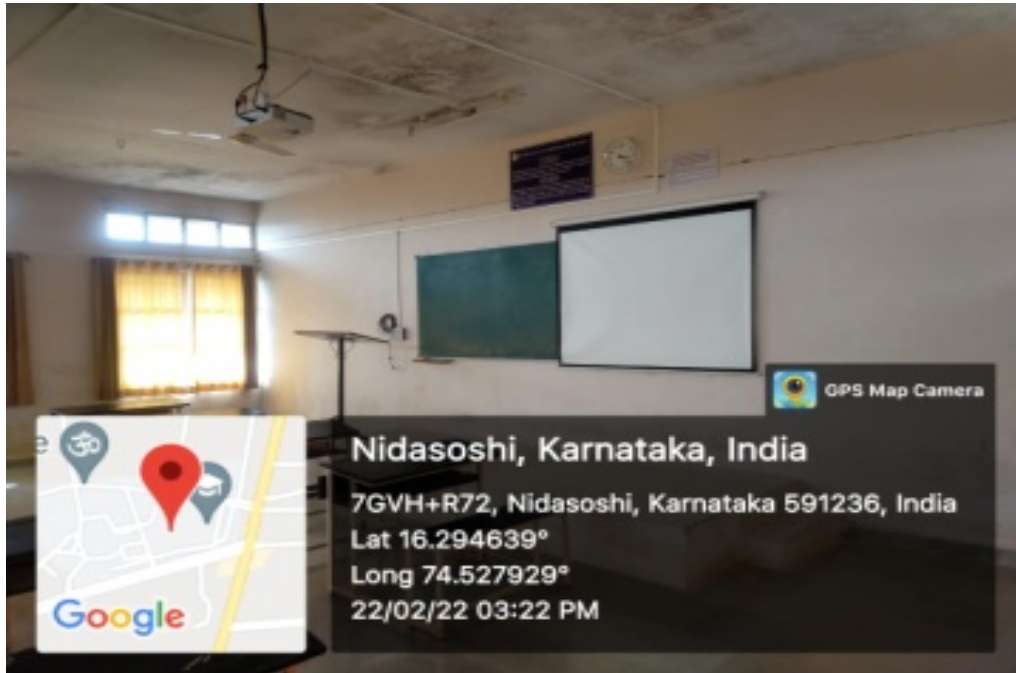 GPS Map Camera
Nidasoshi, Karnataka, India
7GVH+R72, Nidasoshi, Karnataka 591236, India
Lat 16.294639°
Long 74.527929°
22/02/22 03:22 PM
e
ॐ
Google